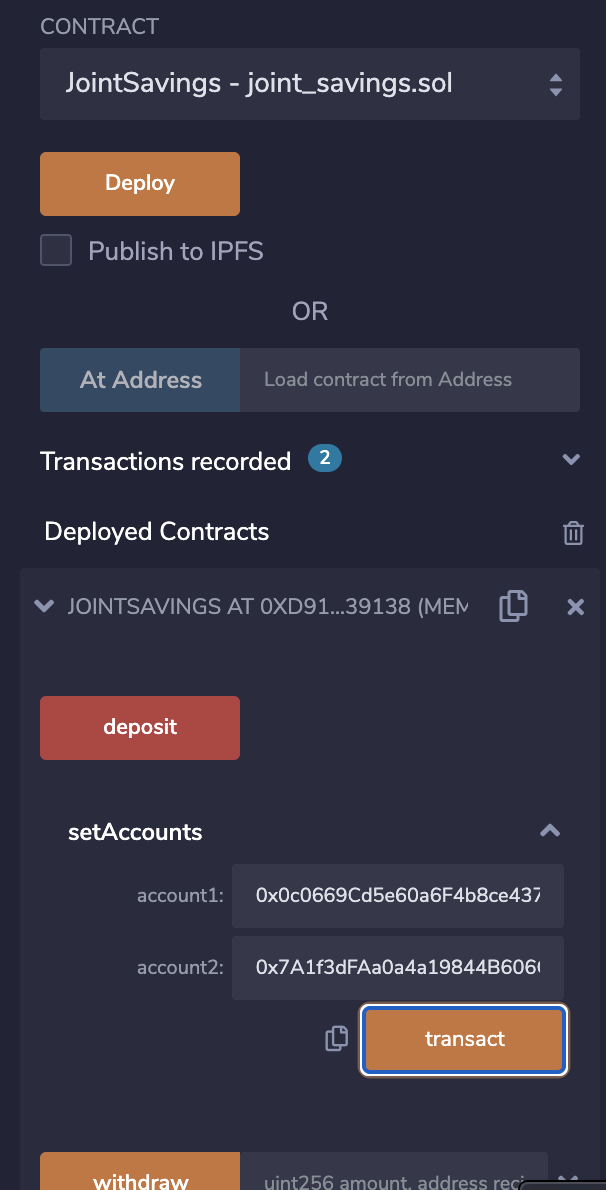 CONTRACT
JointSavings - joint_savings.sol
Deploy
Publish to IPFS
OR
At Address
Load contract from Address
Transactions recorded 2
Deployed Contracts
JOINTSAVINGS AT 0XD91...39138 (MEM
deposit
setAccounts
account1: 0x0c0669Cd5e60a6F4b8ce437
account2: 0x7A1f3dFAa0a4a19844B606
transact
withdraw
uint256 amount, address reci